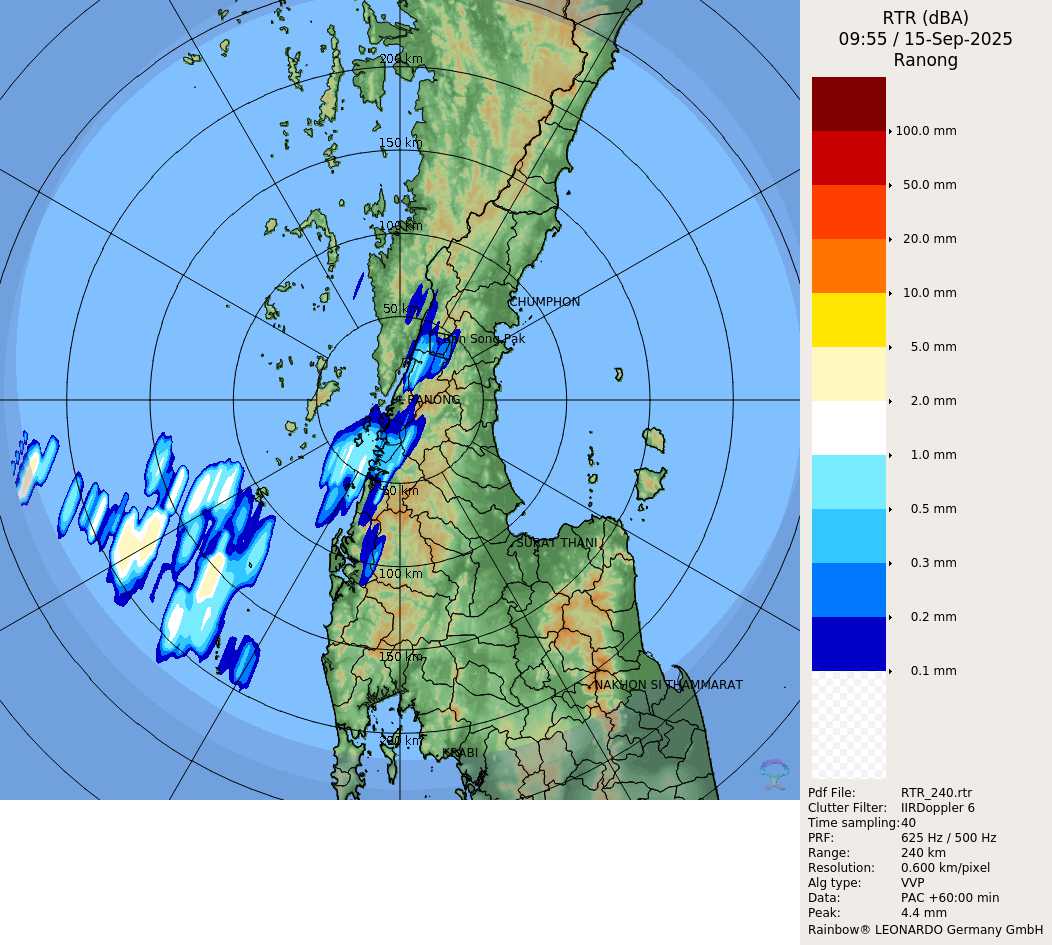 RTR (dBA)
09:55 / 15-Sep-2025
Ranong
200 km
150 km
100 km
50 km
CHUMPHON
Ban Song Pak
RANONG
50 km
SURAT THANI
100 km
150 km
NAKHON SI THAMMARAT
200 km
KRABI
100.0 mm
50.0 mm
20.0 mm
10.0 mm
5.0 mm
2.0 mm
1.0 mm
0.5 mm
0.3 mm
0.2 mm
0.1 mm
Pdf File: RTR_240.rtr
Clutter Filter: IIRDoppler 6
Time sampling: 40
PRF: 625 Hz / 500 Hz
Range: 240 km
Resolution: 0.600 km/pixel
Alg type: VVP
Data: PAC +60:00 min
Peak: 4.4 mm
Rainbow® LEONARDO Germany GmbH